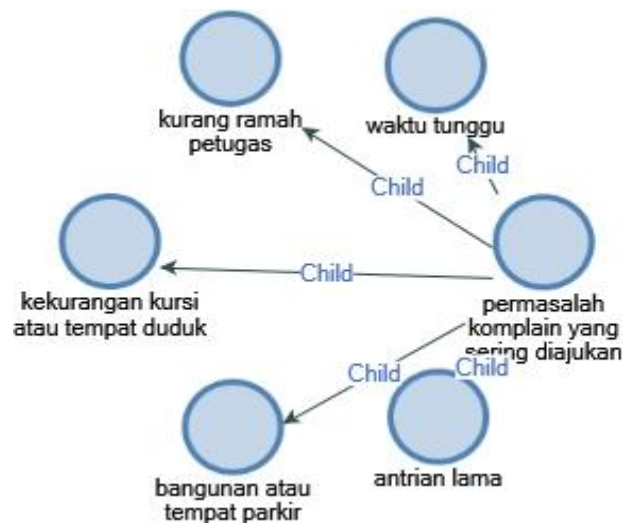 kurang ramah
petugas
waktu tunggu
Child
Child
Child
kekurangan kursi
atau tempat duduk
permasalah
komplain yang
sering diajukan
Child
Child
bangunan atau
tempat parkir
antrian lama